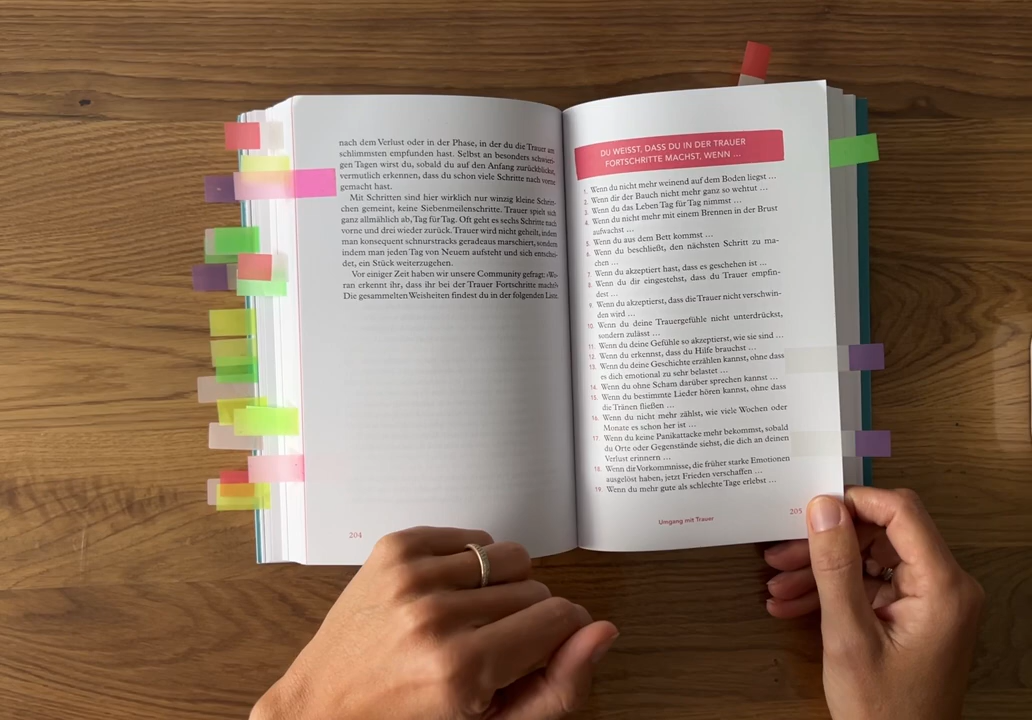 nach dem Verlust oder in der Phase, in der du die Trauer am
schlimmsten empfunden hast. Selbst an besonders schwieri-
gen Tagen wirst du, sobald du auf den Anfang zurückblickst,
vermutlich erkennen, dass du schon viele Schritte nach vorne
gemacht hast.
Mit Schritten sind hier wirklich nur winzig kleine Schritt-
chen gemeint, keine Siebenmeilenschritte. Trauer spielt sich
ganz allmählich ab, Tag für Tag. Oft geht es sechs Schritte nach
vorne und drei wieder zurück. Trauer wird nicht geheilt, indem
man konsequent schnurstracks geradeaus marschiert, sondern
indem man jeden Tag von Neuem aufsteht und sich entschei-
det, ein Stück weiterzugehen.
Vor einiger Zeit haben wir unsere Community gefragt: »Wo-
ran erkennt ihr, dass ihr bei der Trauer Fortschritte macht?«
Die gesammelten Weisheiten findest du in der folgenden Liste.
204
DU WEISST, DASS DU IN DER TRAUER
FORTSCHRITTE MACHST, WENN …
1. Wenn du nicht mehr weinend auf dem Boden liegst …
2. Wenn dir der Bauch nicht mehr ganz so wehtut …
3. Wenn du das Leben Tag für Tag nimmst …
4. Wenn du nicht mehr mit einem Brennen in der Brust
aufwachst …
5. Wenn du aus dem Bett kommst …
6. Wenn du beschließt, den nächsten Schritt zu ma-
chen …
7. Wenn du akzeptiert hast, dass es geschehen ist …
8. Wenn du dir eingestehst, dass du Trauer empfin-
dest …
9. Wenn du akzeptierst, dass die Trauer nicht verschwin-
den wird …
10. Wenn du deine Trauergefühle nicht unterdrückst,
sondern zulässt …
11. Wenn du deine Gefühle so akzeptierst, wie sie sind …
12. Wenn du erkennst, dass du Hilfe brauchst …
13. Wenn du deine Geschichte erzählen kannst, ohne dass
es dich emotional zu sehr belastet …
14. Wenn du ohne Scham darüber sprechen kannst …
15. Wenn du bestimmte Lieder hören kannst, ohne dass
die Tränen fließen …
16. Wenn du nicht mehr zählst, wie viele Wochen oder
Monate es schon her ist …
17. Wenn du keine Panikattacke mehr bekommst, sobald
du Orte oder Gegenstände siehst, die dich an deinen
Verlust erinnern …
18. Wenn dir Vorkommnisse, die früher starke Emotionen
ausgelöst haben, jetzt Frieden verschaffen …
19. Wenn du mehr gute als schlechte Tage erlebst …
Umgang mit Trauer
205